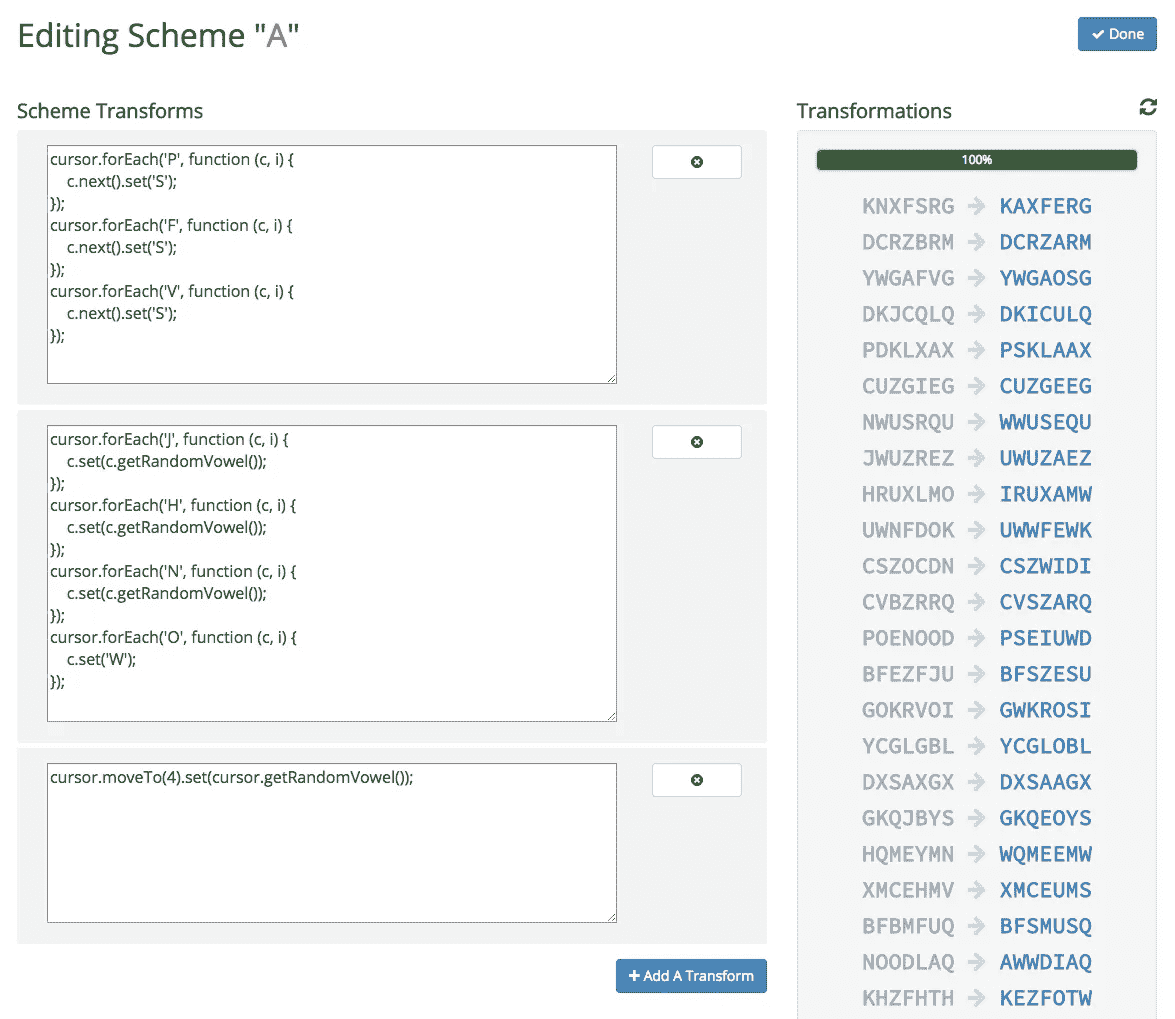 Editing Scheme "A"
Done
Scheme Transforms
cursor.forEach('P', function (c, i) {
    c.next().set('S');
});
cursor.forEach('F', function (c, i) {
    c.next().set('S');
});
cursor.forEach('V', function (c, i) {
    c.next().set('S');
});
cursor.forEach('J', function (c, i) {
    c.set(c.getRandomVowel());
});
cursor.forEach('H', function (c, i) {
    c.set(c.getRandomVowel());
});
cursor.forEach('N', function (c, i) {
    c.set(c.getRandomVowel());
});
cursor.forEach('O', function (c, i) {
    c.set('W');
});
cursor.moveTo(4).set(cursor.getRandomVowel());
+ Add A Transform
Transformations
100%
KNXFSRG → KAXFERG
DCRZBRM → DCRZARM
YWGAFVG → YWGAOSG
DKJCQLQ → DKICULQ
PDKLXAX → PSKLAAX
CUZGIEG → CUZGEEG
NWUSRQU → WWUSEQU
JWUZREZ → UWUZAEZ
HRUXLMO → IRUXAMW
UWNFDOK → UWWFEWK
CSZOCDN → CSZWIDI
CVBZRRQ → CVSZARQ
POENOOD → PSEIUWD
BFEZFJU → BFSZESU
GOKRVOI → GWKROSI
YCGLGBL → YCGLOBL
DXSAXGX → DXSAAGX
GKQJBYS → GKQEOYS
HQMEYMN → WQMEEMW
XMCEHMV → XMCEUMS
BFBMFUQ → BFSMUSQ
NOODLAQ → AWWDIAQ
KHZFHTH → KEZFOTW